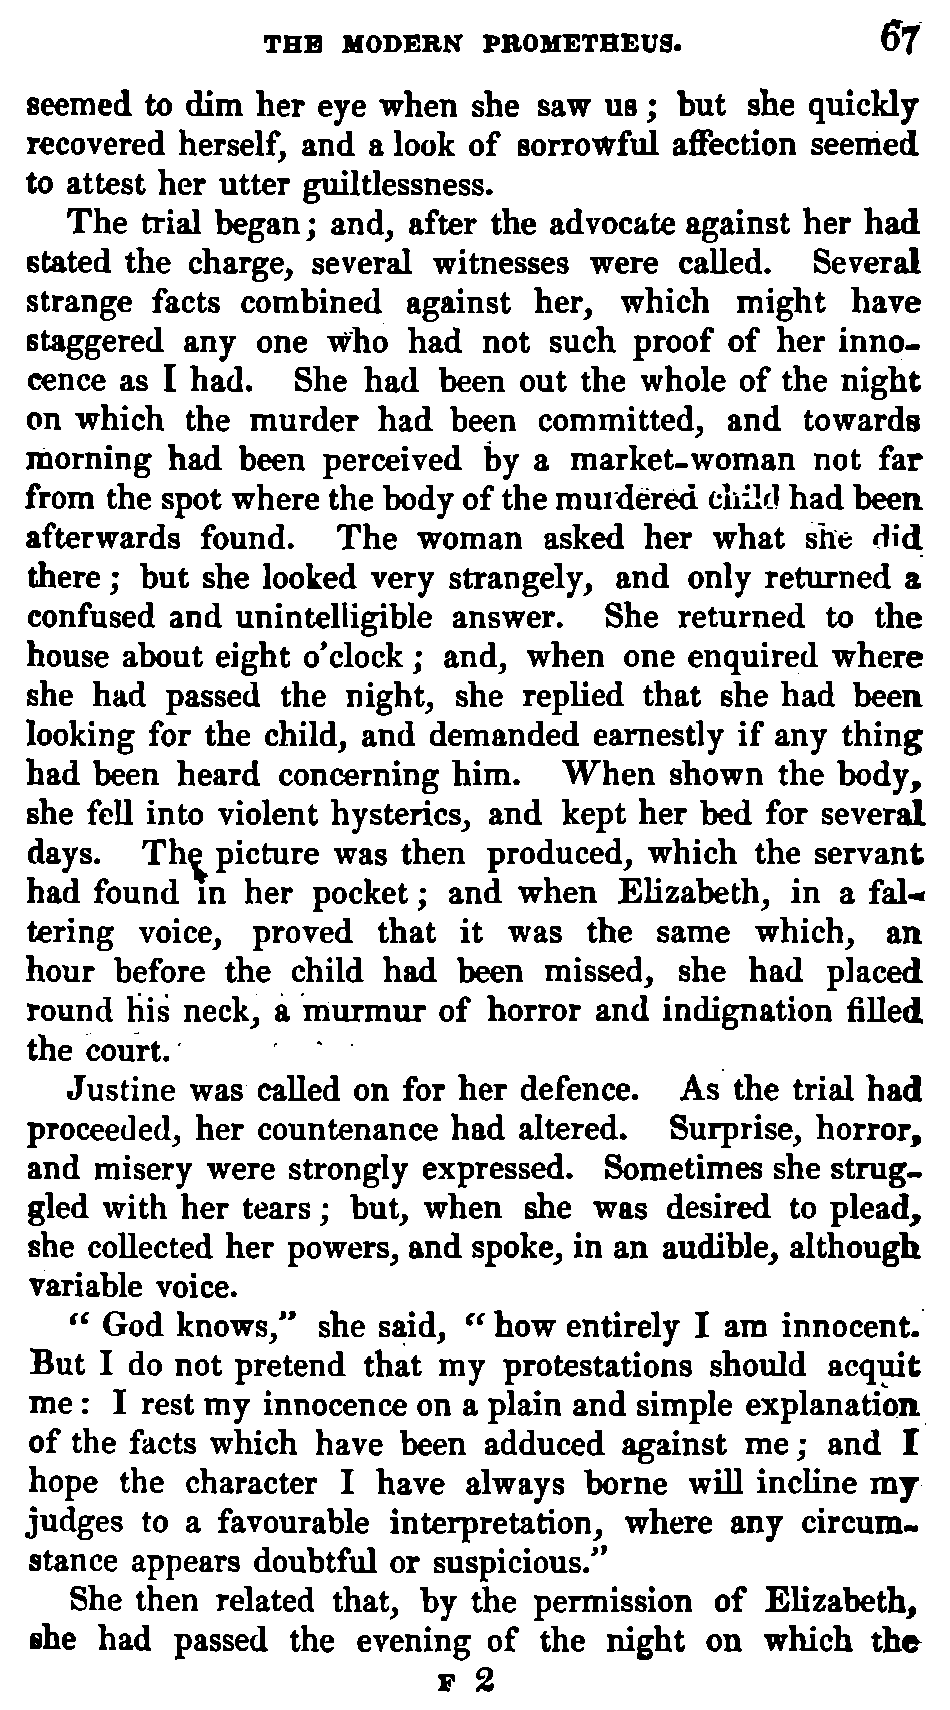 THE MODERN PROMETHEUS. 67
seemed to dim her eye when she saw us; but she quickly
recovered herself, and a look of sorrowful affection seemed
to attest her utter guiltlessness.
The trial began; and, after the advocate against her had
stated the charge, several witnesses were called. Several
strange facts combined against her, which might have
staggered any one who had not such proof of her inno-
cence as I had. She had been out the whole of the night
on which the murder had been committed, and towards
morning had been perceived by a market-woman not far
from the spot where the body of the murdered child had been
afterwards found. The woman asked her what she did
there; but she looked very strangely, and only returned a
confused and unintelligible answer. She returned to the
house about eight o'clock; and, when one enquired where
she had passed the night, she replied that she had been
looking for the child, and demanded earnestly if any thing
had been heard concerning him. When shown the body,
she fell into violent hysterics, and kept her bed for several
days. The picture was then produced, which the servant
had found in her pocket; and when Elizabeth, in a fal-
tering voice, proved that it was the same which, an
hour before the child had been missed, she had placed
round his neck, a murmur of horror and indignation filled
the court.
Justine was called on for her defence. As the trial had
proceeded, her countenance had altered. Surprise, horror,
and misery were strongly expressed. Sometimes she strug-
gled with her tears; but, when she was desired to plead,
she collected her powers, and spoke, in an audible, although
variable voice.
"God knows," she said, "how entirely I am innocent.
But I do not pretend that my protestations should acquit
me: I rest my innocence on a plain and simple explanation
of the facts which have been adduced against me; and I
hope the character I have always borne will incline my
judges to a favourable interpretation, where any circum-
stance appears doubtful or suspicious."
She then related that, by the permission of Elizabeth,
she had passed the evening of the night on which the
F 2